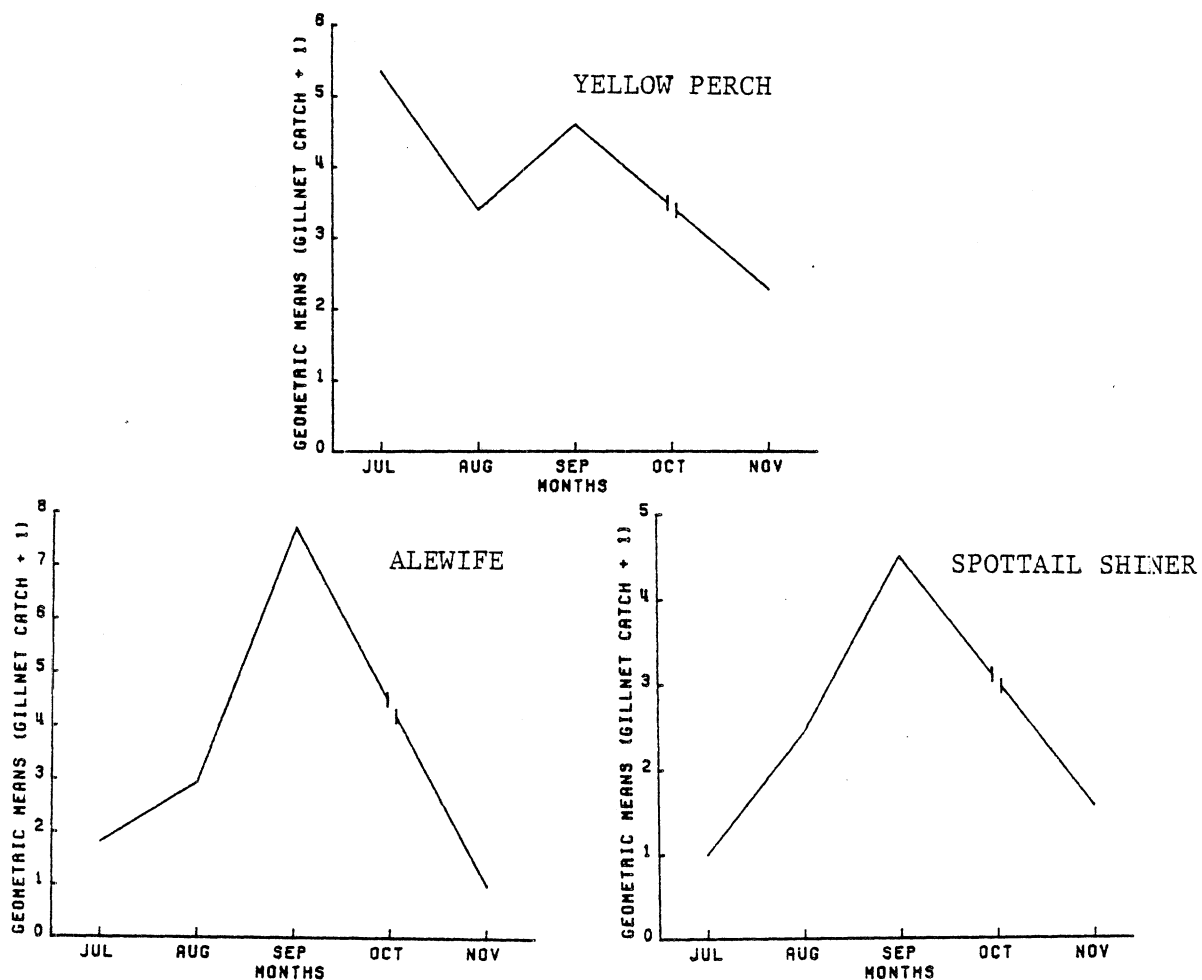 GEOMETRIC MEANS (GILLNET CATCH + 1)
6
5
4
3
2
1
0
YELLOW PERCH
JUL AUG SEP OCT NOV
MONTHS
GEOMETRIC MEANS (GILLNET CATCH + 1)
8
7
6
5
4
3
2
1
0
ALEWIFE
JUL AUG SEP OCT NOV
MONTHS
GEOMETRIC MEANS (GILLNET CATCH + 1)
5
4
3
2
1
0
SPOTTAIL SHINER
JUL AUG SEP OCT NOV
MONTHS